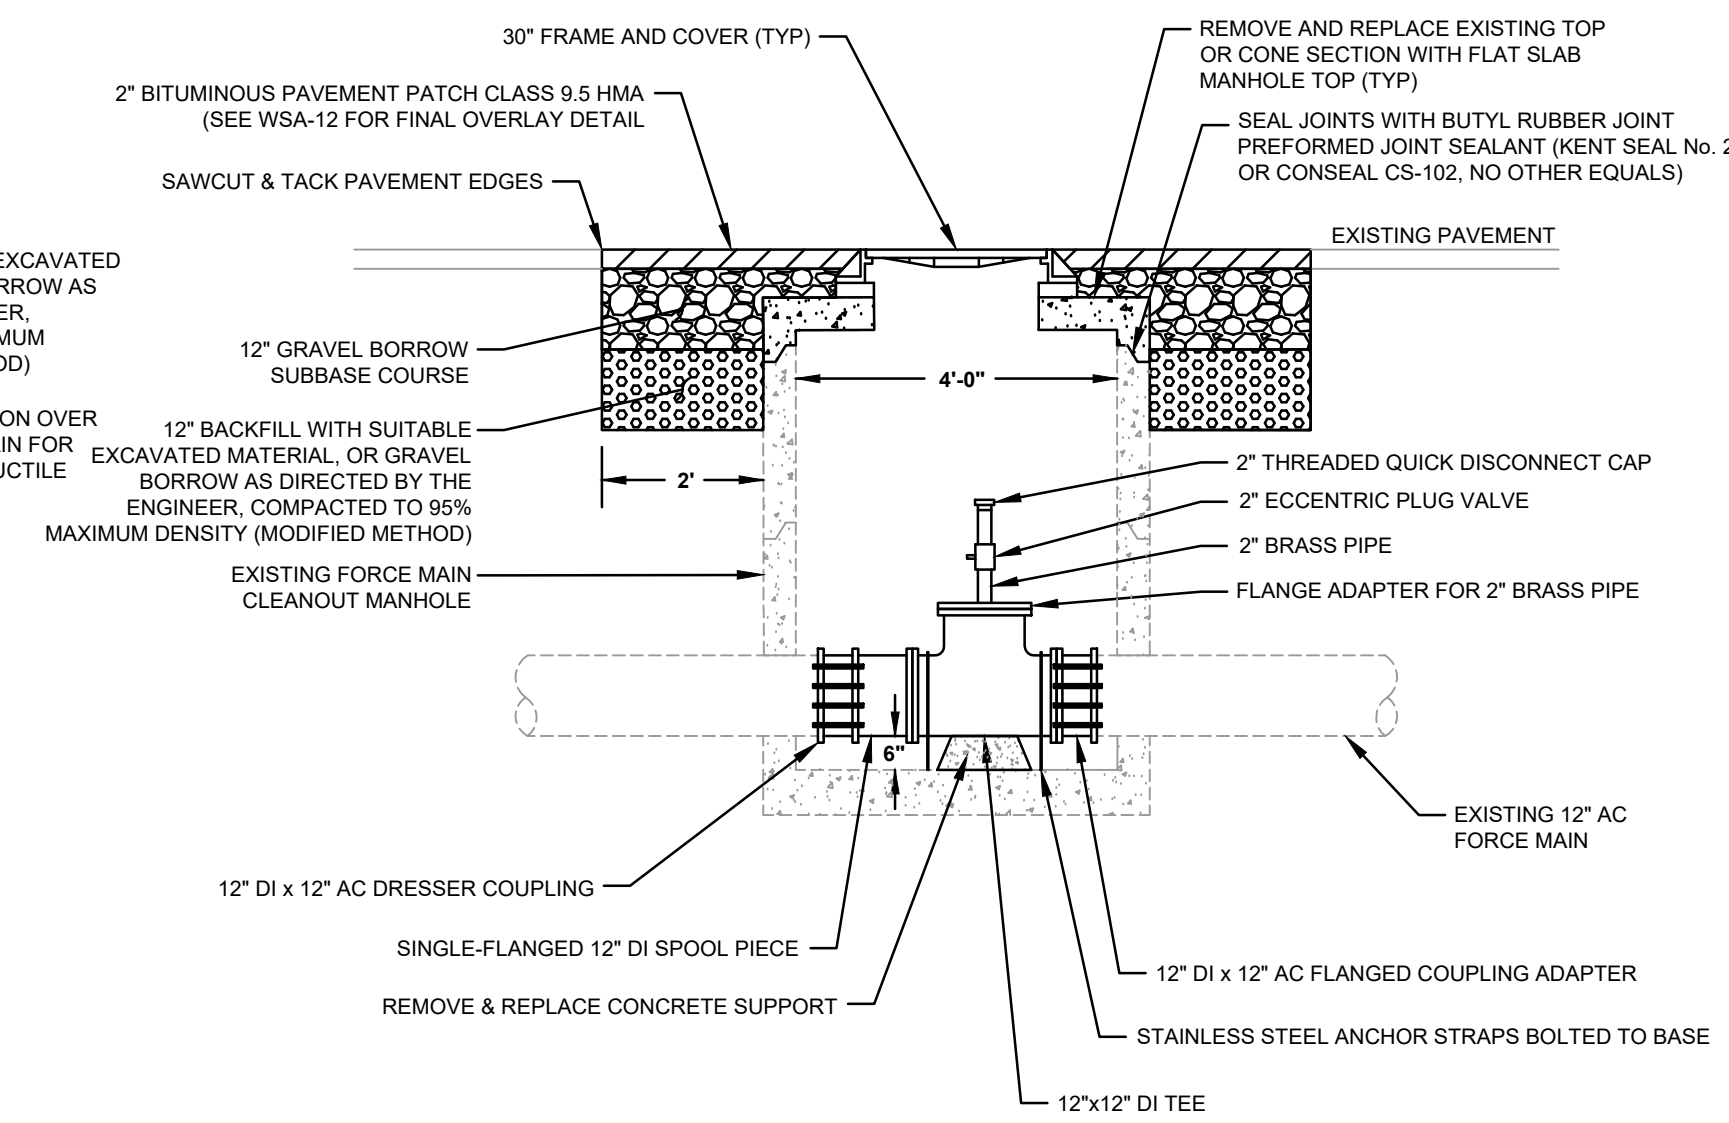 30" FRAME AND COVER (TYP)
REMOVE AND REPLACE EXISTING TOP
OR CONE SECTION WITH FLAT SLAB
MANHOLE TOP (TYP)
2" BITUMINOUS PAVEMENT PATCH CLASS 9.5 HMA
(SEE WSA-12 FOR FINAL OVERLAY DETAIL
SEAL JOINTS WITH BUTYL RUBBER JOINT
PREFORMED JOINT SEALANT (KENT SEAL No. 2
OR CONSEAL CS-102, NO OTHER EQUALS)
SAWCUT & TACK PAVEMENT EDGES
EXISTING PAVEMENT
EXCAVATED
RROW AS
ER,
MUM
OD)
ON OVER
IN FOR
UCTILE
12" GRAVEL BORROW
SUBBASE COURSE
4'-0"
12" BACKFILL WITH SUITABLE
EXCAVATED MATERIAL, OR GRAVEL
BORROW AS DIRECTED BY THE
ENGINEER, COMPACTED TO 95%
MAXIMUM DENSITY (MODIFIED METHOD)
2'
2" THREADED QUICK DISCONNECT CAP
2" ECCENTRIC PLUG VALVE
2" BRASS PIPE
FLANGE ADAPTER FOR 2" BRASS PIPE
EXISTING FORCE MAIN
CLEANOUT MANHOLE
6"
EXISTING 12" AC
FORCE MAIN
12" DI x 12" AC DRESSER COUPLING
SINGLE-FLANGED 12" DI SPOOL PIECE
12" DI x 12" AC FLANGED COUPLING ADAPTER
REMOVE & REPLACE CONCRETE SUPPORT
STAINLESS STEEL ANCHOR STRAPS BOLTED TO BASE
12"x12" DI TEE